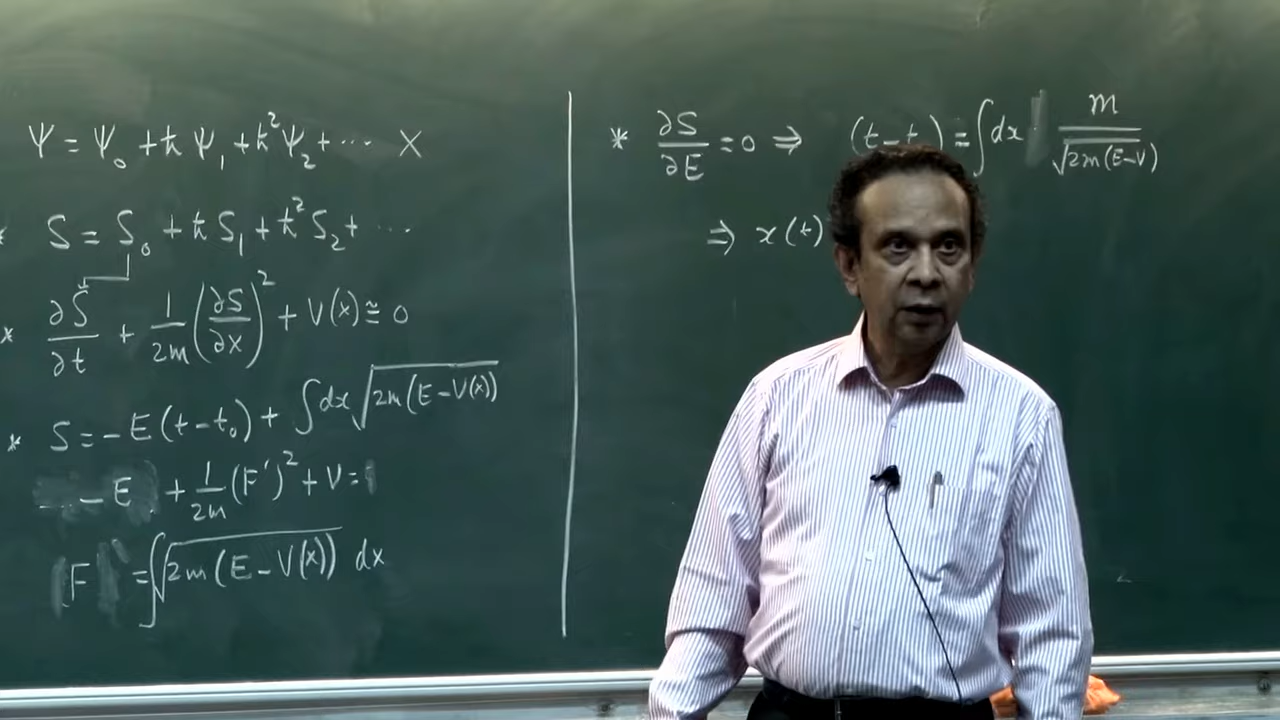 Ψ = Ψ₀ + ħ Ψ₁ + ħ² Ψ₂ + ⋯ X
* S = S₀ + ħ S₁ + ħ² S₂ + ⋯
* ∂S/∂t + 1/2m (∂S/∂x)² + V(x) ≅ 0
* S = − E (t − t₀) + ∫dx √2m(E − V(x))
− E + 1/2m (F′)² + V =
F = ∫√2m(E − V(x)) dx
* ∂S/∂E = 0 ⇒ (t − t ) = ∫dx m/√2m(E−V)
⇒ x(t)